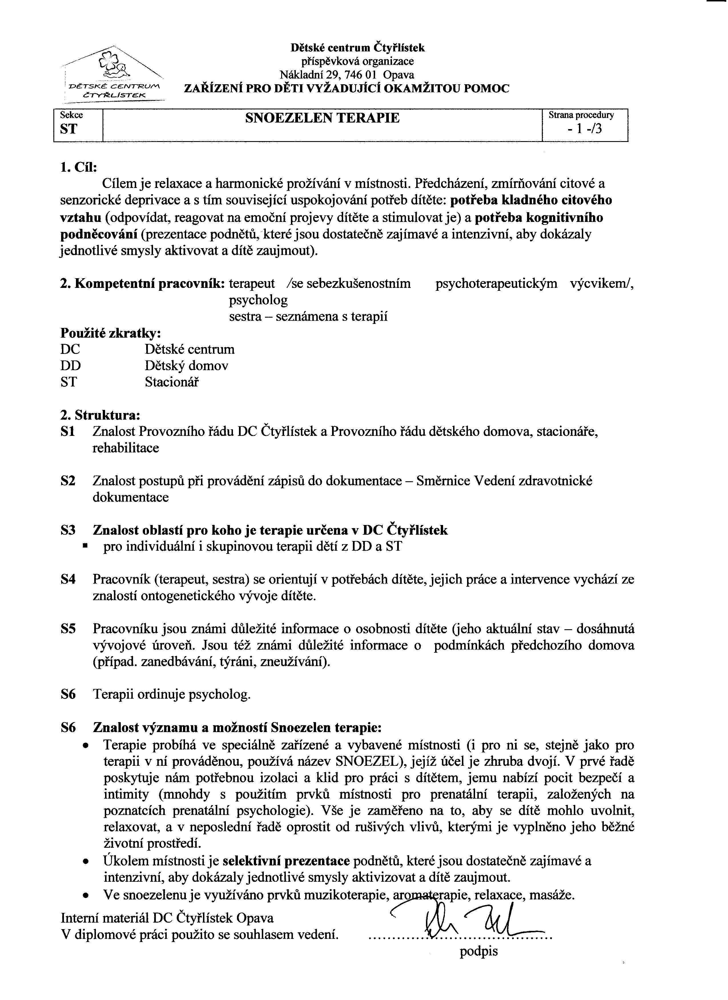 Dětské centrum Čtyřlístek
příspěvková organizace
Nákladní 29, 746 01 Opava
ZAŘÍZENÍ PRO DĚTI VYŽADUJÍCÍ OKAMŽITOU POMOC
DĚTSKÉ CENTRUM
ČTYŘLÍSTEK
Sekce
ST
SNOEZELEN TERAPIE
Strana procedury
- 1 -/3
1. Cíl:
Cílem je relaxace a harmonické prožívání v místnosti. Předcházení, zmírňování citové a
senzorické deprivace a s tím související uspokojování potřeb dítěte: potřeba kladného citového
vztahu (odpovídat, reagovat na emoční projevy dítěte a stimulovat je) a potřeba kognitivního
podněcování (prezentace podnětů, které jsou dostatečně zajímavé a intenzivní, aby dokázaly
jednotlivé smysly aktivovat a dítě zaujmout).
2. Kompetentní pracovník: terapeut /se sebezkušenostním psychoterapeutickým výcvikem/,
psycholog
sestra – seznámena s terapií
Použité zkratky:
DC Dětské centrum
DD Dětský domov
ST Stacionář
2. Struktura:
S1 Znalost Provozního řádu DC Čtyřlístek a Provozního řádu dětského domova, stacionáře,
rehabilitace
S2 Znalost postupů při provádění zápisů do dokumentace – Směrnice Vedení zdravotnické
dokumentace
S3 Znalost oblastí pro koho je terapie určena v DC Čtyřlístek
▪ pro individuální i skupinovou terapii dětí z DD a ST
S4 Pracovník (terapeut, sestra) se orientují v potřebách dítěte, jejich práce a intervence vychází ze
znalostí ontogenetického vývoje dítěte.
S5 Pracovníku jsou známi důležité informace o osobnosti dítěte (jeho aktuální stav – dosáhnutá
vývojové úroveň. Jsou též známi důležité informace o podmínkách předchozího domova
(případ. zanedbávání, týráni, zneužívání).
S6 Terapii ordinuje psycholog.
S6 Znalost významu a možností Snoezelen terapie:
• Terapie probíhá ve speciálně zařízené a vybavené místnosti (i pro ni se, stejně jako pro
terapii v ní prováděnou, používá název SNOEZEL), jejíž účel je zhruba dvojí. V prvé řadě
poskytuje nám potřebnou izolaci a klid pro práci s dítětem, jemu nabízí pocit bezpečí a
intimity (mnohdy s použitím prvků místnosti pro prenatální terapii, založených na
poznatcích prenatální psychologie). Vše je zaměřeno na to, aby se dítě mohlo uvolnit,
relaxovat, a v neposlední řadě oprostit od rušivých vlivů, kterými je vyplněno jeho běžné
životní prostředí.
• Úkolem místnosti je selektivní prezentace podnětů, které jsou dostatečně zajímavé a
intenzivní, aby dokázaly jednotlivé smysly aktivizovat a dítě zaujmout.
• Ve snoezelenu je využíváno prvků muzikoterapie, aromaterapie, relaxace, masáže.
Interní materiál DC Čtyřlístek Opava
V diplomové práci použito se souhlasem vedení. ........................................
podpis